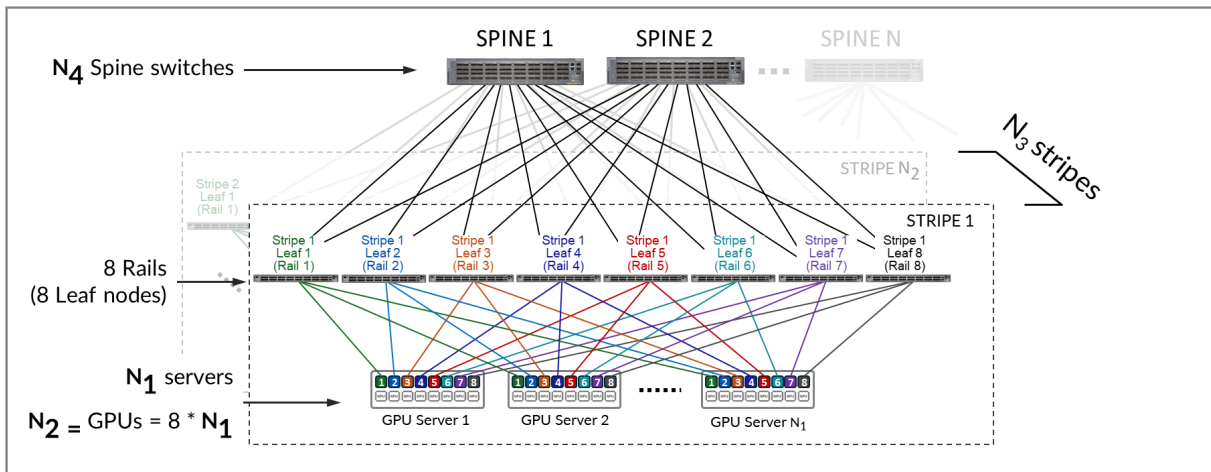 SPINE 1
SPINE 2
SPINE N
N4 Spine switches
N3 stripes
STRIPE N2
Stripe 2
Leaf 1
(Rail 1)
STRIPE 1
Stripe 1
Leaf 1
(Rail 1)
Stripe 1
Leaf 2
(Rail 2)
Stripe 1
Leaf 3
(Rail 3)
Stripe 1
Leaf 4
(Rail 4)
Stripe 1
Leaf 5
(Rail 5)
Stripe 1
Leaf 6
(Rail 6)
Stripe 1
Leaf 7
(Rail 7)
Stripe 1
Leaf 8
(Rail 8)
8 Rails
(8 Leaf nodes)
N1 servers
N2 = GPUs = 8 * N1
1 2 3 4 5 6 7 8
GPU Server 1
1 2 3 4 5 6 7 8
GPU Server 2
1 2 3 4 5 6 7 8
GPU Server N1